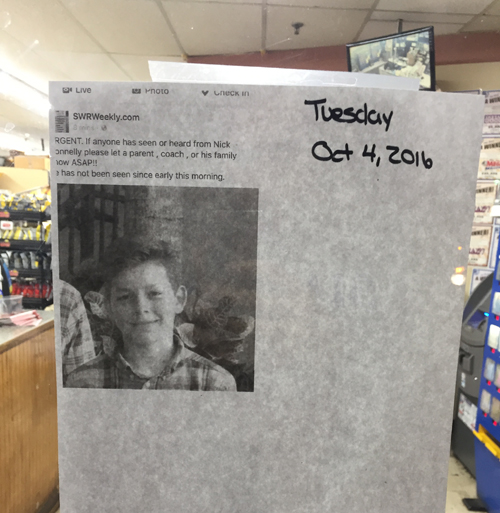 Live Photo Check in
SWRWeekly.com
RGENT. If anyone has seen or heard from Nick
onnelly please let a parent , coach , or his family
now ASAP!!
e has not been seen since early this morning.
Tuesday
Oct 4, 2016